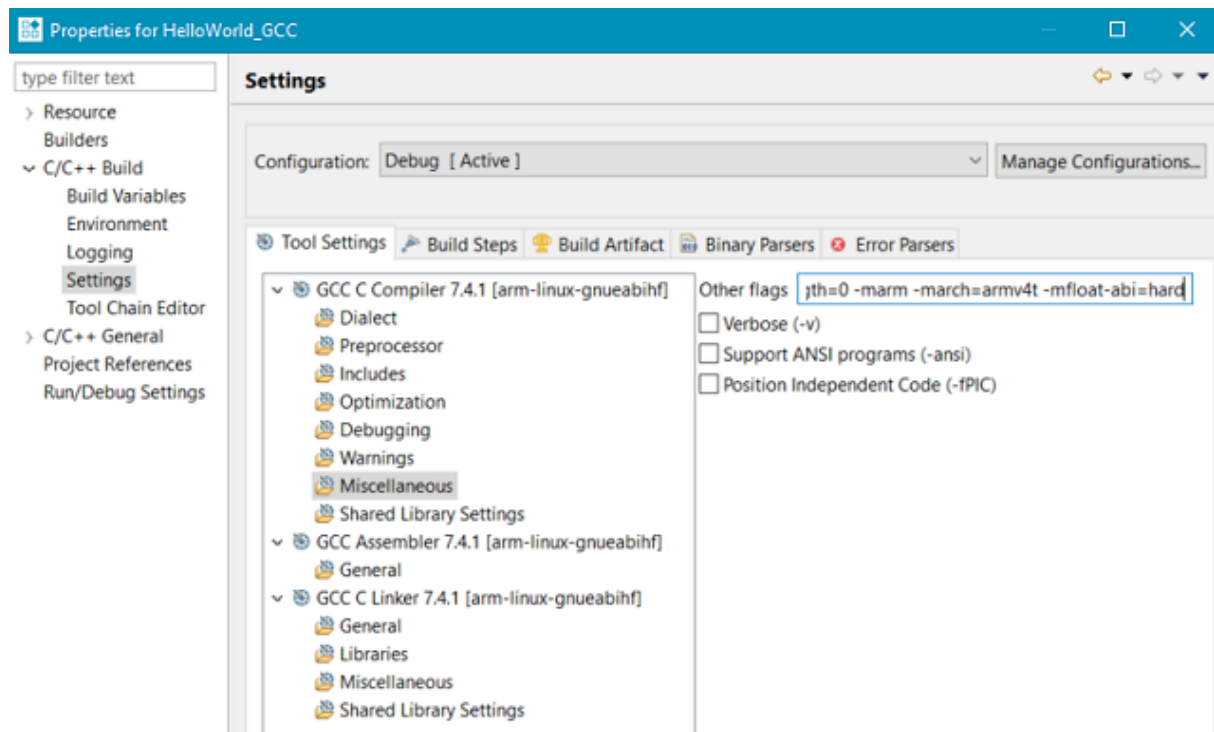 Properties for HelloWorld_GCC
type filter text
Resource
Builders
C/C++ Build
Build Variables
Environment
Logging
Settings
Tool Chain Editor
C/C++ General
Project References
Run/Debug Settings
Settings
Configuration: Debug [ Active ] Manage Configurations...
Tool Settings Build Steps Build Artifact Binary Parsers Error Parsers
GCC C Compiler 7.4.1 [arm-linux-gnueabihf]
Dialect
Preprocessor
Includes
Optimization
Debugging
Warnings
Miscellaneous
Shared Library Settings
GCC Assembler 7.4.1 [arm-linux-gnueabihf]
General
GCC C Linker 7.4.1 [arm-linux-gnueabihf]
General
Libraries
Miscellaneous
Shared Library Settings
Other flags gth=0 -marm -march=armv4t -mfloat-abi=hard
Verbose (-v)
Support ANSI programs (-ansi)
Position Independent Code (-fPIC)